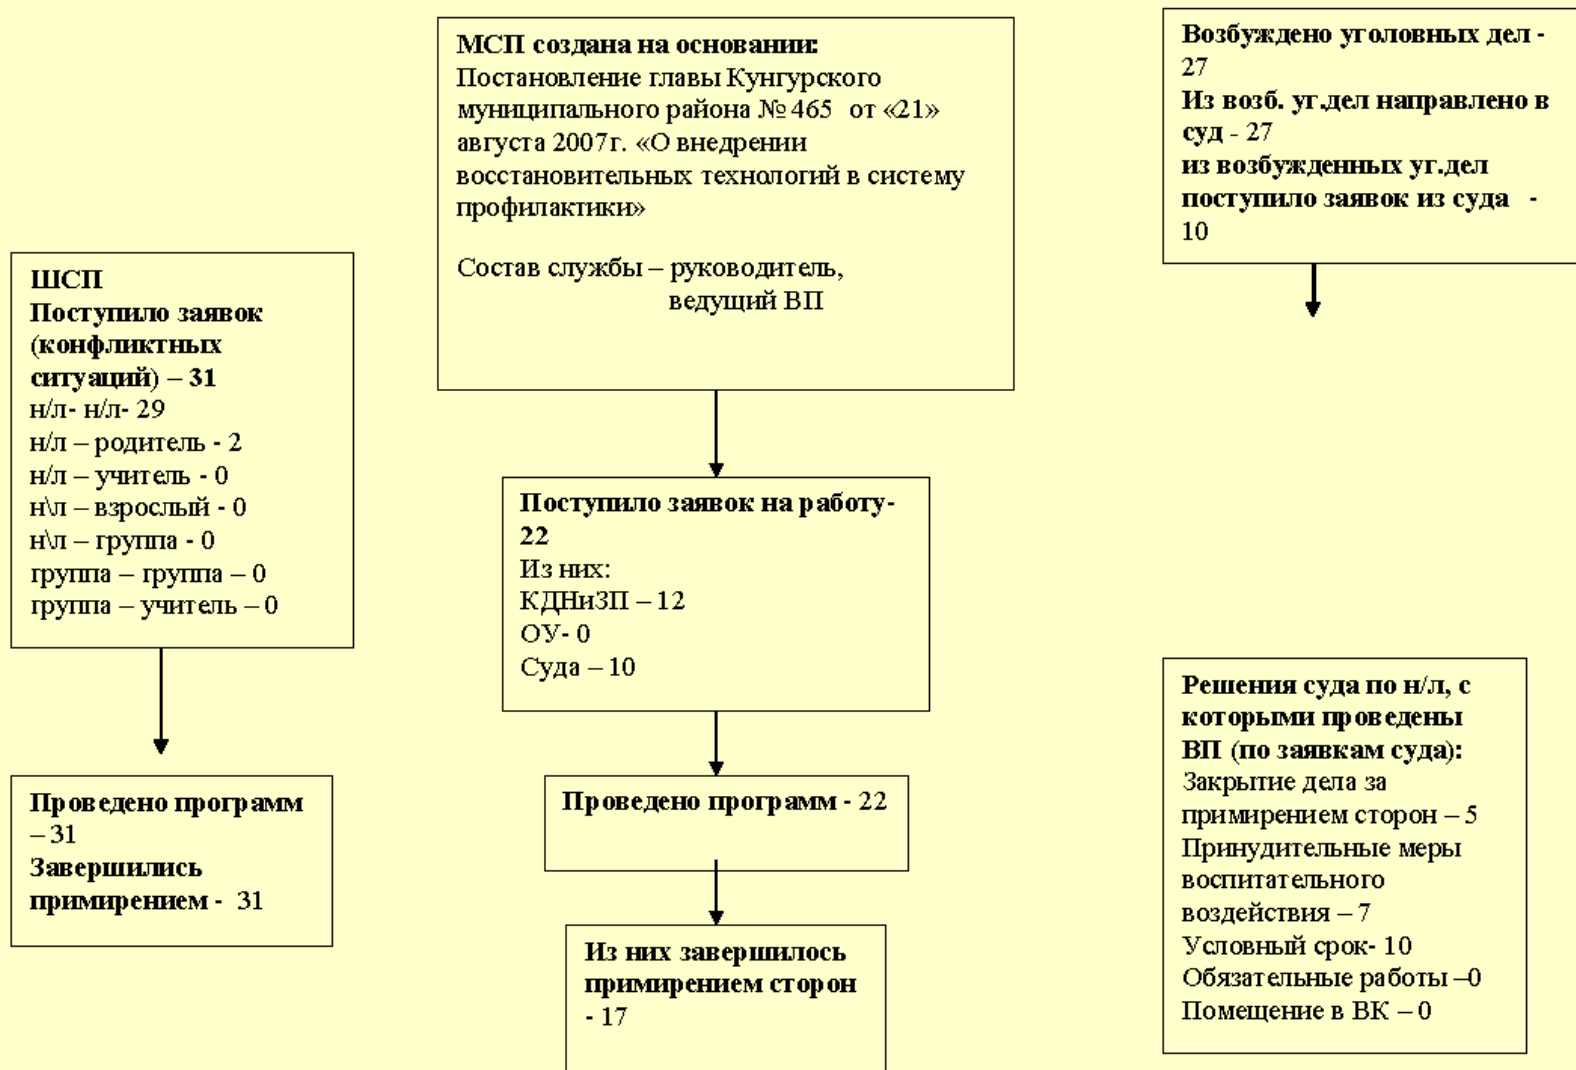 МСП создана на основании:
Постановление главы Кунгурского
муниципального района № 465 от «21»
августа 2007г. «О внедрении
восстановительных технологий в систему
профилактики»
Состав службы – руководитель,
ведущий ВП
Возбуждено уголовных дел -
27
Из возб. уг.дел направлено в
суд - 27
из возбужденных уг.дел
поступило заявок из суда -
10
ШСП
Поступило заявок
(конфликтных
ситуаций) – 31
н/л- н/л- 29
н/л – родитель - 2
н/л – учитель - 0
н\л – взрослый - 0
н\л – группа - 0
группа – группа – 0
группа – учитель – 0
Поступило заявок на работу-
22
Из них:
КДНиЗП – 12
ОУ- 0
Суда – 10
Проведено программ
– 31
Завершились
примирением - 31
Проведено программ - 22
Из них завершилось
примирением сторон
- 17
Решения суда по н/л, с
которыми проведены
ВП (по заявкам суда):
Закрытие дела за
примирением сторон – 5
Принудительные меры
воспитательного
воздействия – 7
Условный срок- 10
Обязательные работы –0
Помещение в ВК – 0